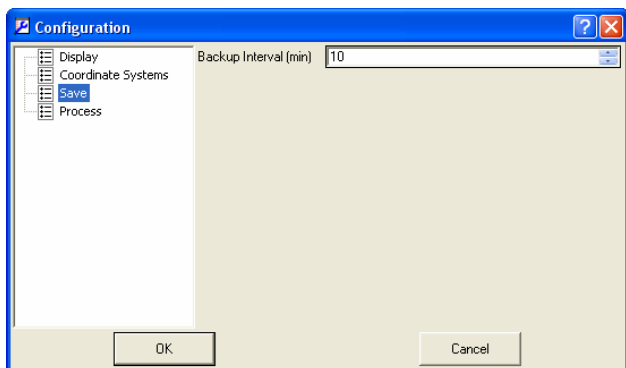 Configuration
Display
Coordinate Systems
Save
Process
Backup Interval (min) 10
OK
Cancel